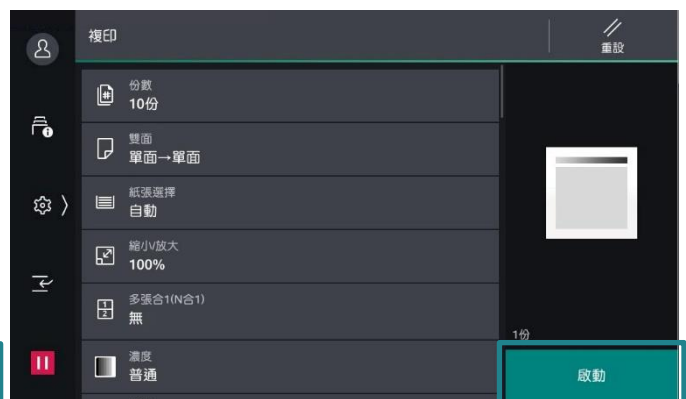 複印
重設
份數
10份
雙面
單面→單面
紙張選擇
自動
縮小/放大
100%
多張合1(N合1)
無
濃度
普通
1份
啟動